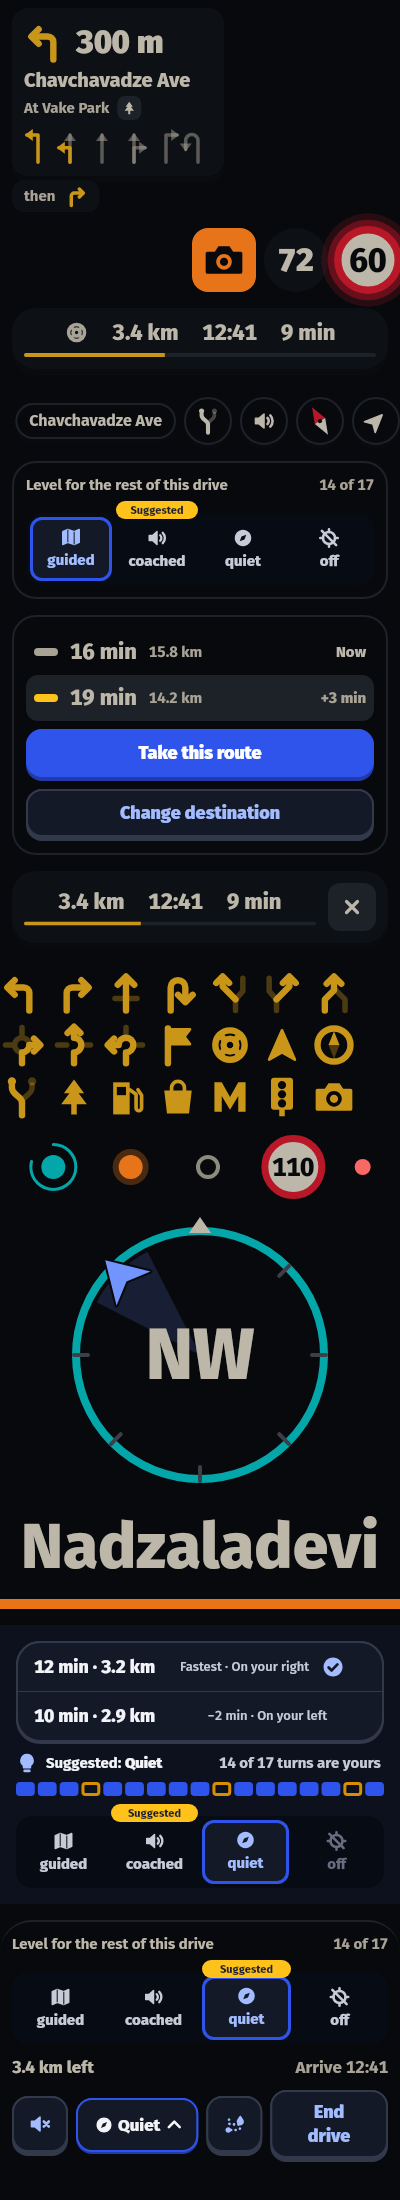 300 m
Chavchavadze Ave
At Vake Park
then
72
60
3.4 km 12:41 9 min
Chavchavadze Ave
Level for the rest of this drive 14 of 17
Suggested
guided coached quiet off
16 min 15.8 km Now
19 min 14.2 km +3 min
Take this route
Change destination
3.4 km 12:41 9 min
M
110
NW
Nadzaladevi
12 min · 3.2 km Fastest · On your right
10 min · 2.9 km −2 min · On your left
Suggested: Quiet 14 of 17 turns are yours
Suggested
guided coached quiet off
Level for the rest of this drive 14 of 17
Suggested
guided coached quiet off
3.4 km left Arrive 12:41
Quiet
End
drive